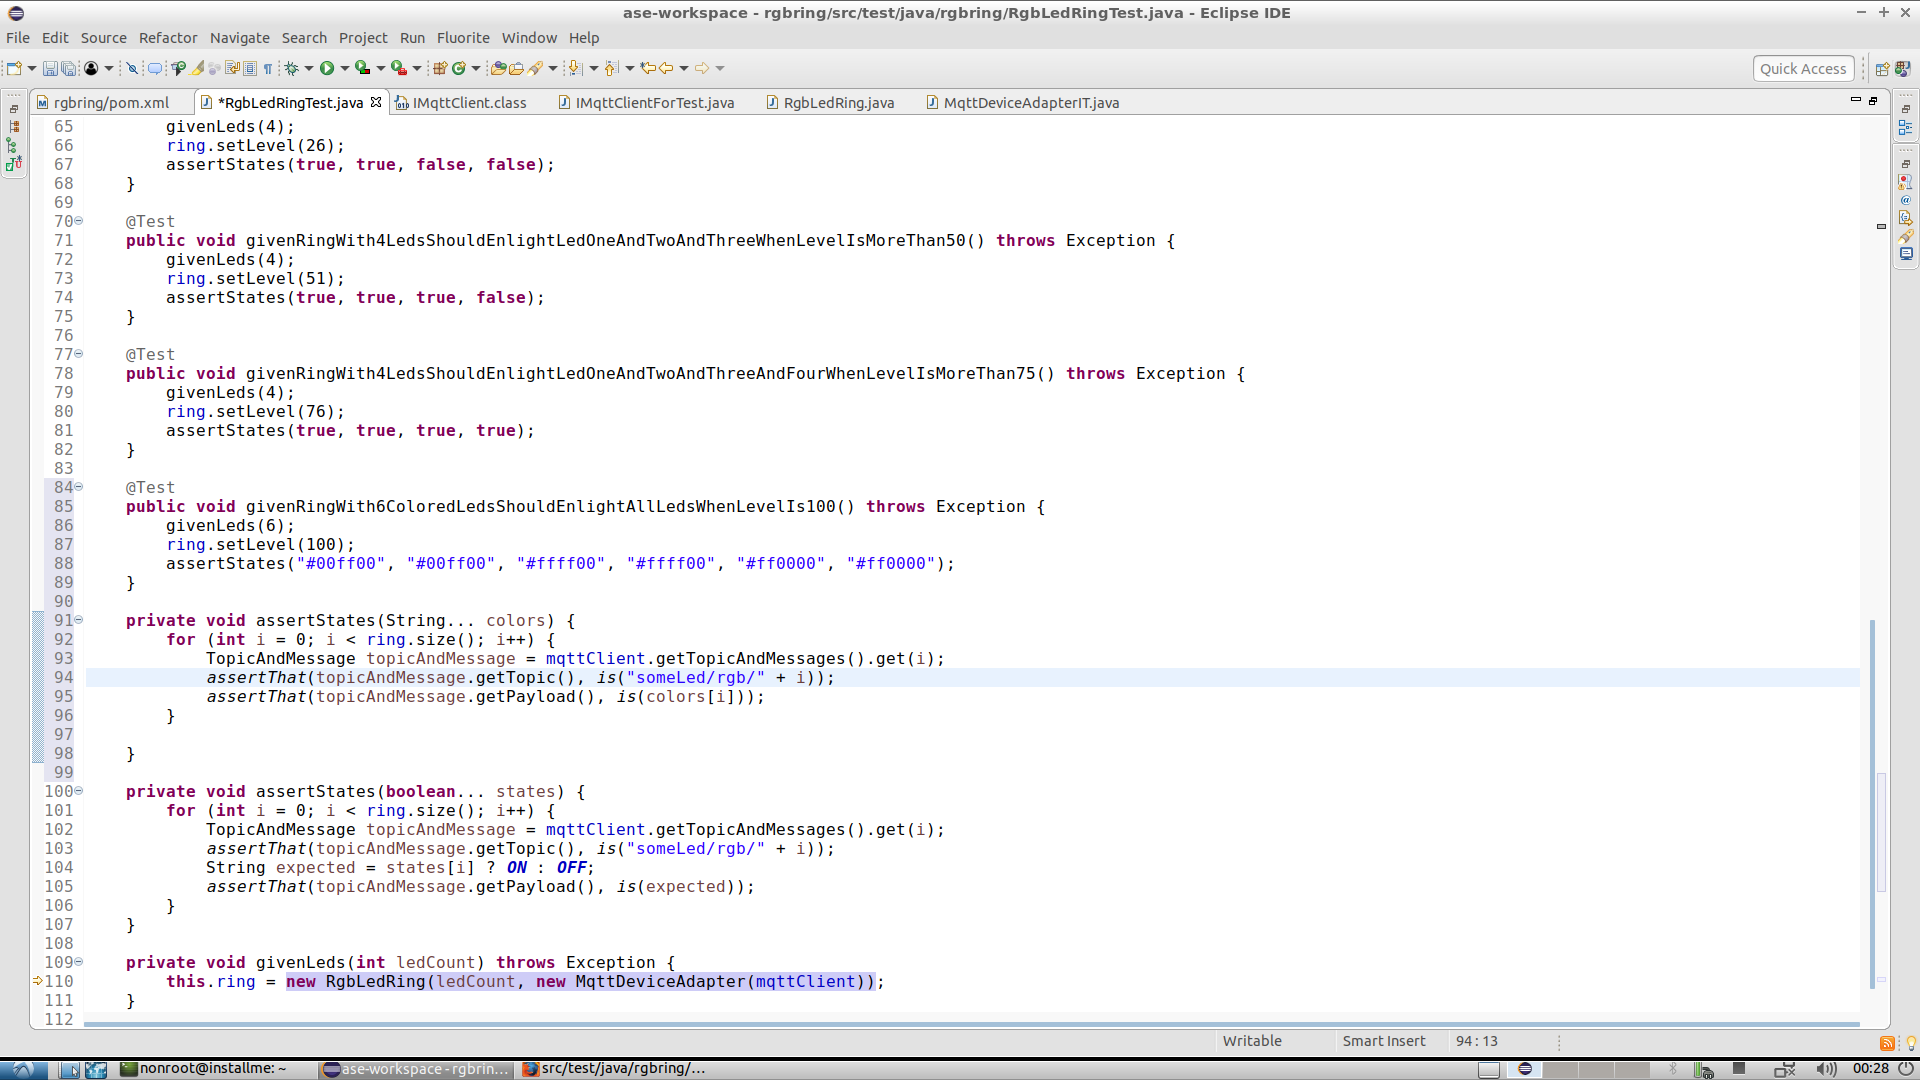 ase-workspace - rgbring/src/test/java/rgbring/RgbLedRingTest.java - Eclipse IDE
File Edit Source Refactor Navigate Search Project Run Fluorite Window Help
Quick Access
rgbring/pom.xml *RgbLedRingTest.java IMqttClient.class IMqttClientForTest.java RgbLedRing.java MqttDeviceAdapterIT.java
65 givenLeds(4);
66 ring.setLevel(26);
67 assertStates(true, true, false, false);
68 }
69
70 @Test
71 public void givenRingWith4LedsShouldEnlightLedOneAndTwoAndThreeWhenLevelIsMoreThan50() throws Exception {
72 givenLeds(4);
73 ring.setLevel(51);
74 assertStates(true, true, true, false);
75 }
76
77 @Test
78 public void givenRingWith4LedsShouldEnlightLedOneAndTwoAndThreeAndFourWhenLevelIsMoreThan75() throws Exception {
79 givenLeds(4);
80 ring.setLevel(76);
81 assertStates(true, true, true, true);
82 }
83
84 @Test
85 public void givenRingWith6ColoredLedsShouldEnlightAllLedsWhenLevelIs100() throws Exception {
86 givenLeds(6);
87 ring.setLevel(100);
88 assertStates("#00ff00", "#00ff00", "#ffff00", "#ffff00", "#ff0000", "#ff0000");
89 }
90
91 private void assertStates(String... colors) {
92 for (int i = 0; i < ring.size(); i++) {
93 TopicAndMessage topicAndMessage = mqttClient.getTopicAndMessages().get(i);
94 assertThat(topicAndMessage.getTopic(), is("someLed/rgb/" + i));
95 assertThat(topicAndMessage.getPayload(), is(colors[i]));
96 }
97
98 }
99
100 private void assertStates(boolean... states) {
101 for (int i = 0; i < ring.size(); i++) {
102 TopicAndMessage topicAndMessage = mqttClient.getTopicAndMessages().get(i);
103 assertThat(topicAndMessage.getTopic(), is("someLed/rgb/" + i));
104 String expected = states[i] ? ON : OFF;
105 assertThat(topicAndMessage.getPayload(), is(expected));
106 }
107 }
108
109 private void givenLeds(int ledCount) throws Exception {
110 this.ring = new RgbLedRing(ledCount, new MqttDeviceAdapter(mqttClient));
111 }
112
Writable Smart Insert 94 : 13
nonroot@installme: ~ ase-workspace - rgbrin... src/test/java/rgbring/... 00:28